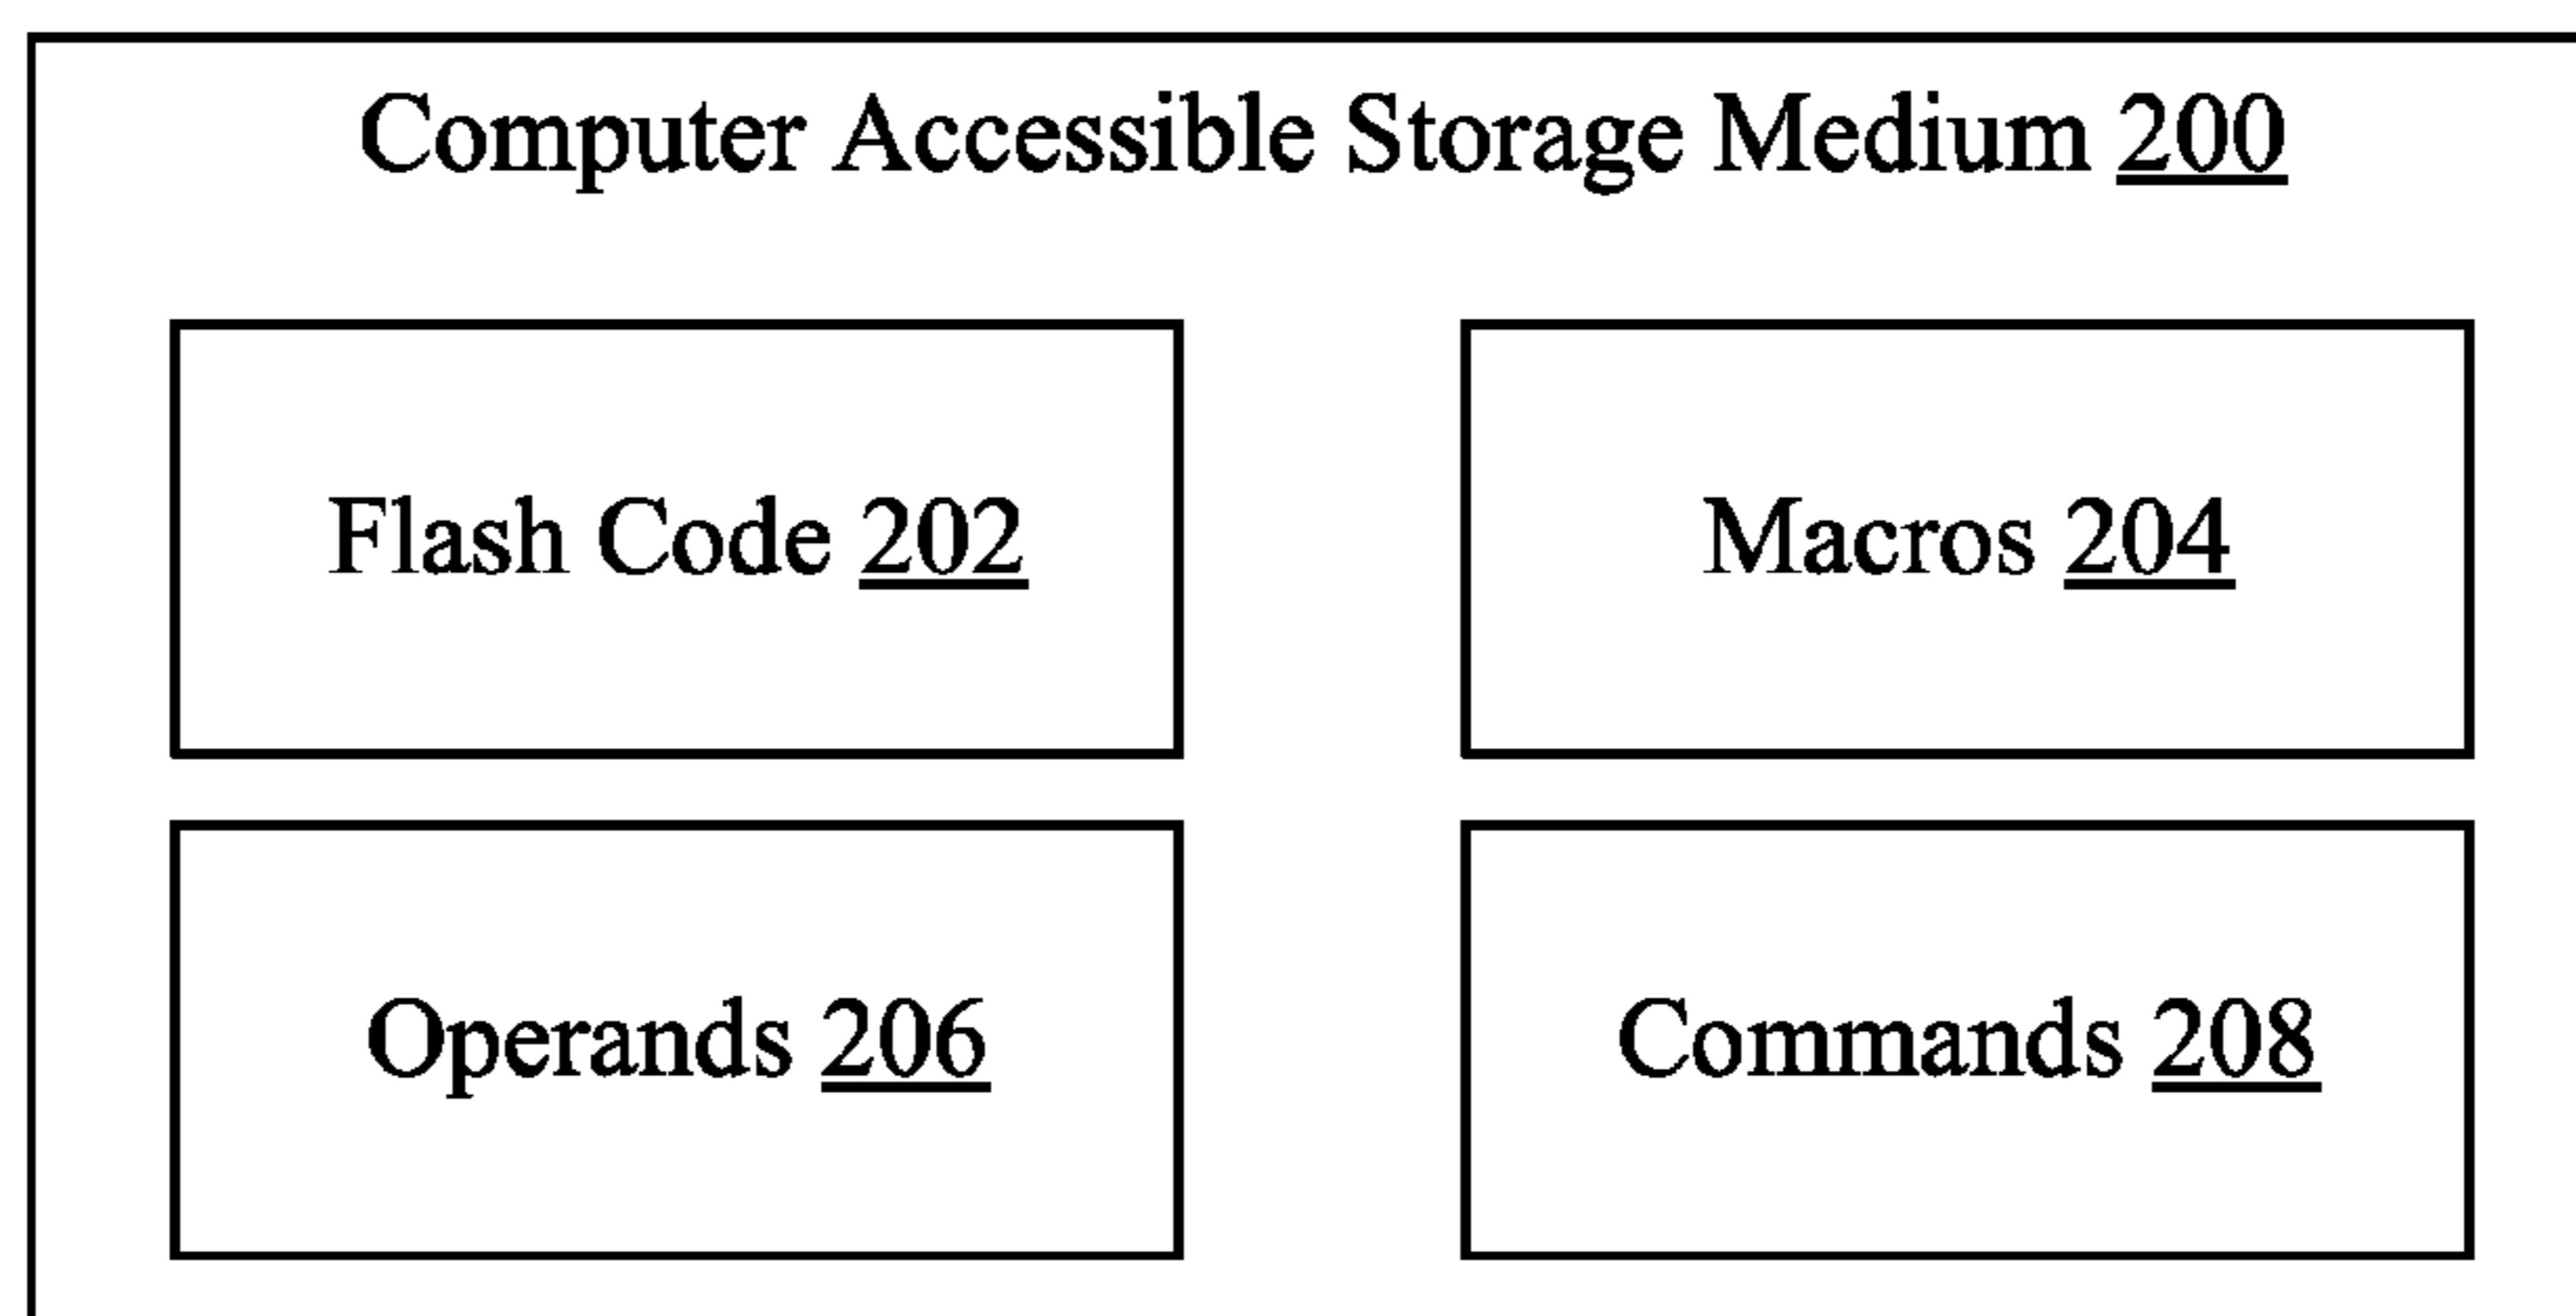 Computer Accessible Storage Medium 200
Flash Code 202
Macros 204
Operands 206
Commands 208